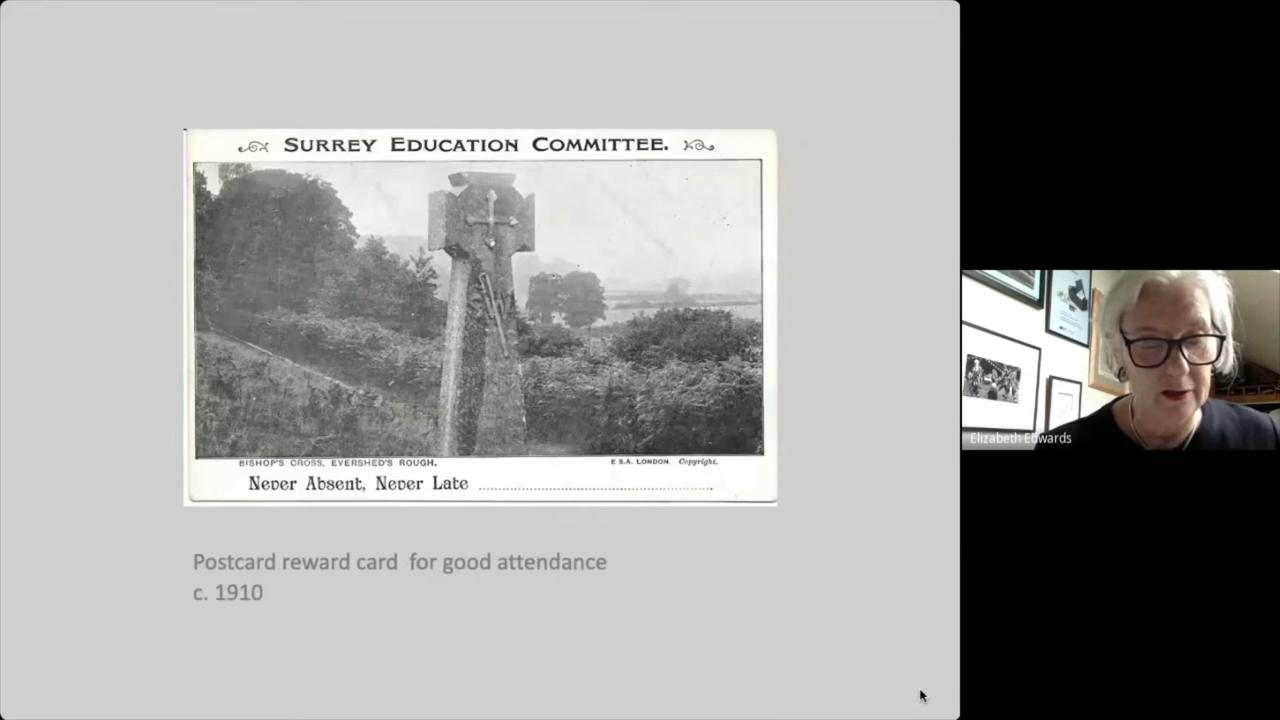 SURREY EDUCATION COMMITTEE.
BISHOP'S CROSS, EVERSHED'S ROUGH.
E S.A. LONDON. Copyright.
Never Absent, Never Late
Postcard reward card for good attendance
c. 1910
Elizabeth Edwards